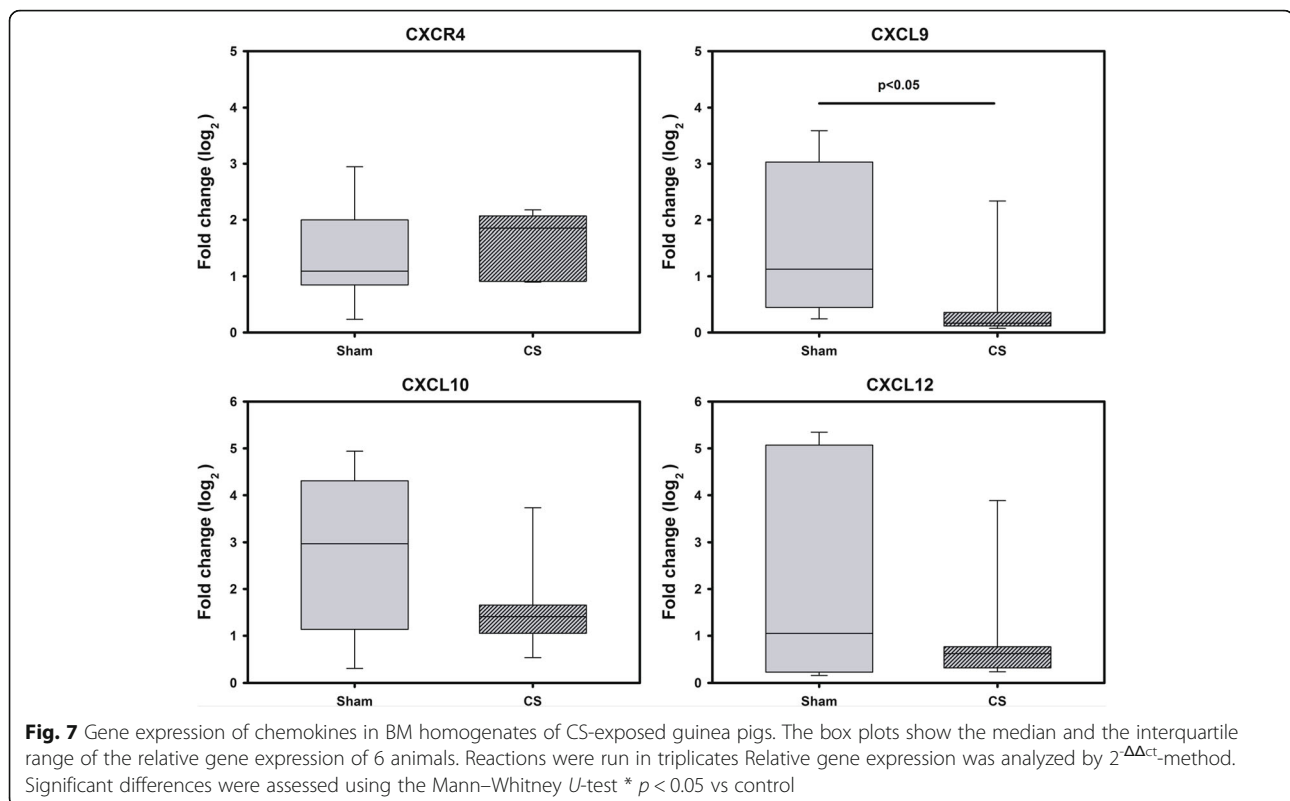 CXCR4
Fold change (log2)
5
4
3
2
1
0
Sham CS
CXCL9
Fold change (log2)
5
4
3
2
1
0
p<0.05
Sham CS
CXCL10
Fold change (log2)
6
5
4
3
2
1
0
Sham CS
CXCL12
Fold change (log2)
6
5
4
3
2
1
0
Sham CS
Fig. 7 Gene expression of chemokines in BM homogenates of CS-exposed guinea pigs. The box plots show the median and the interquartile
range of the relative gene expression of 6 animals. Reactions were run in triplicates Relative gene expression was analyzed by 2-ΔΔct-method.
Significant differences were assessed using the Mann–Whitney U-test * p < 0.05 vs control